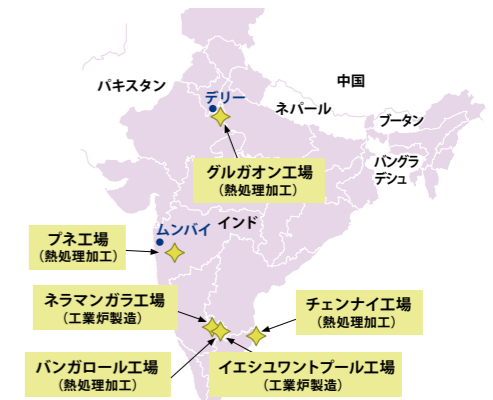 中国
パキスタン
デリー
ネパール
ブータン
バングラ
デシュ
グルガオン工場
(熱処理加工)
ムンバイ
インド
プネ工場
(熱処理加工)
ネラマンガラ工場
(工業炉製造)
チェンナイ工場
(熱処理加工)
バンガロール工場
(熱処理加工)
イエシュワントプール工場
(工業炉製造)